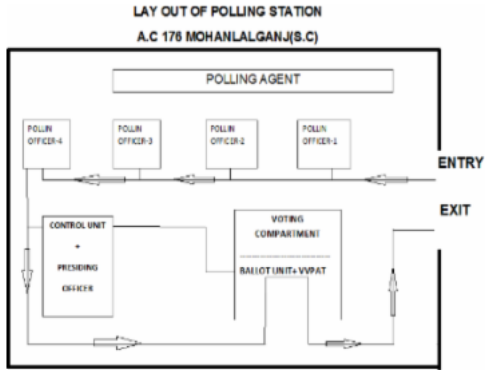 LAY OUT OF POLLING STATION
A.C 176 MOHANLALGANJ(S.C)
POLLING AGENT
POLLIN
OFFICER-4
POLLIN
OFFICER-3
POLLIN
OFFICER-2
POLLIN
OFFICER-1
ENTRY
EXIT
CONTROL UNIT
+
PRESIDING
OFFICER
VOTING
COMPARTMENT
BALLOT UNIT+ VVPAT